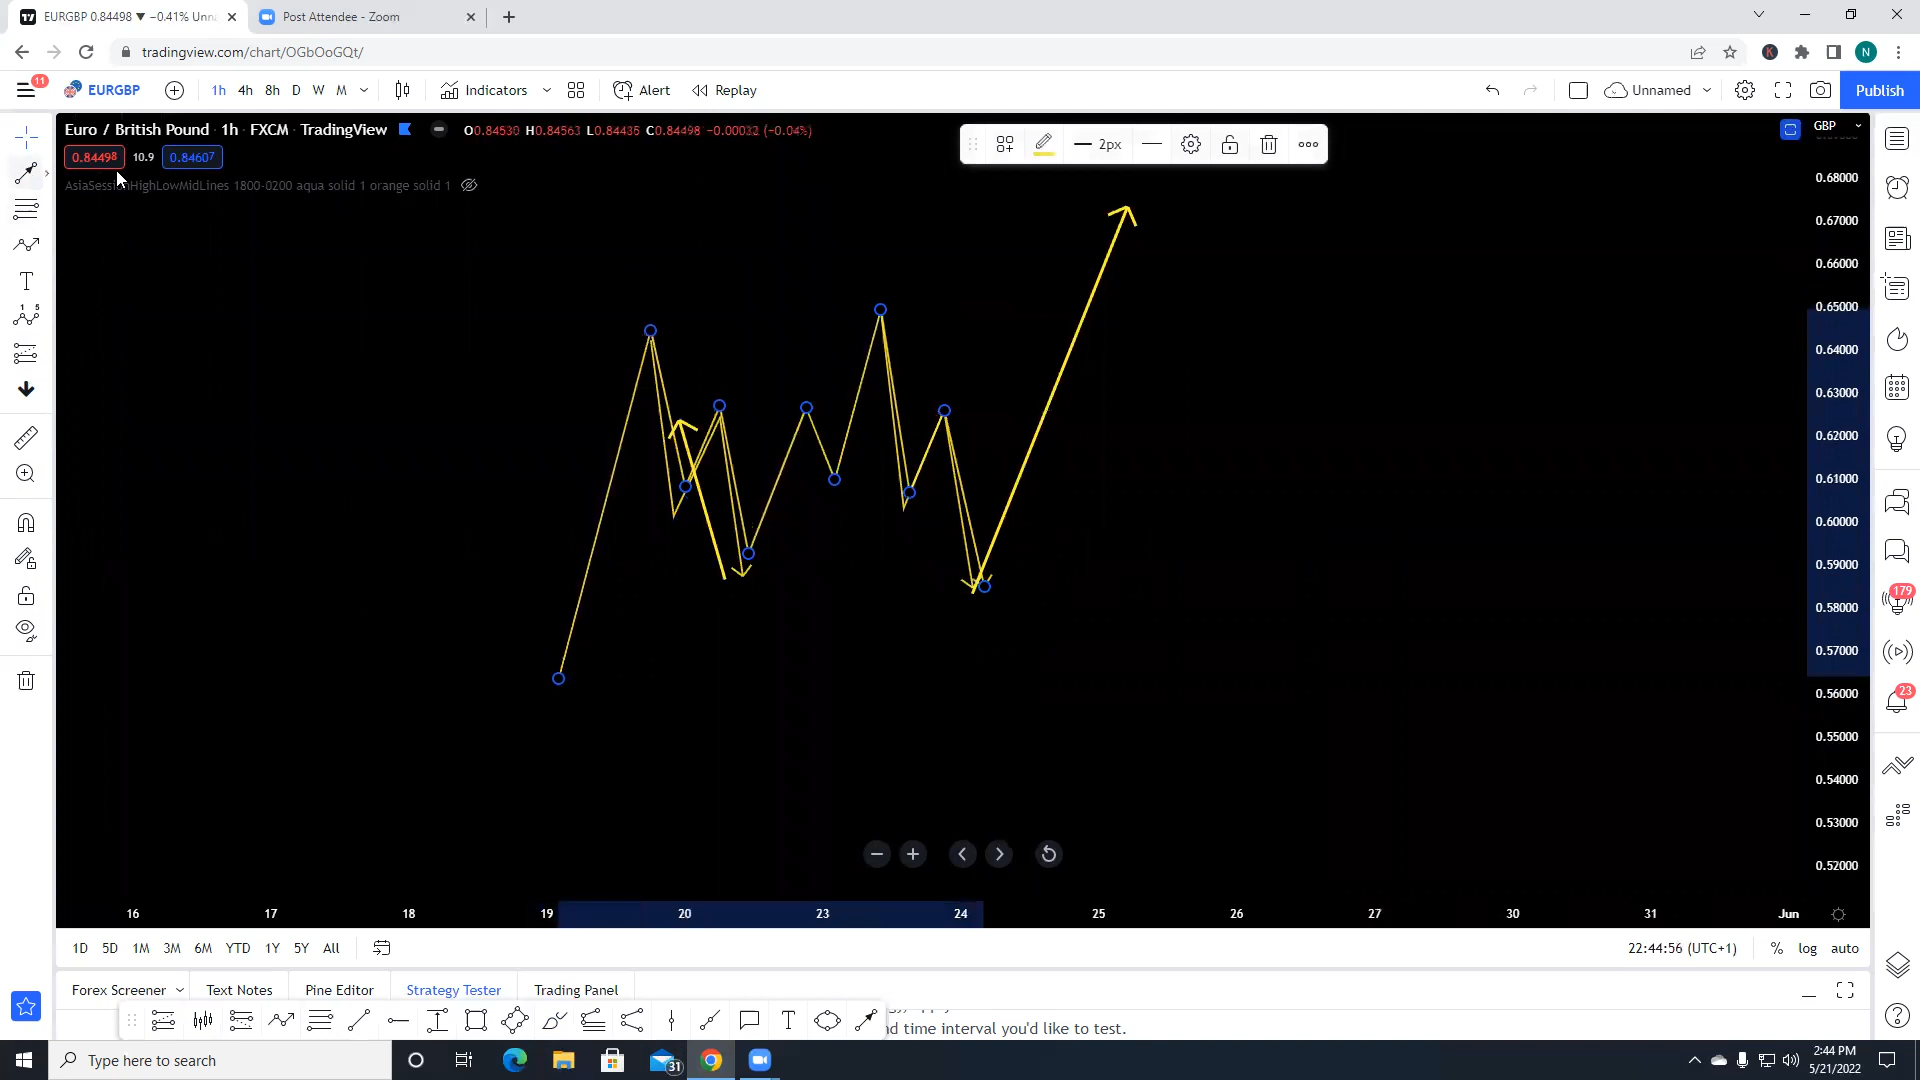 EURGBP 0.84498 ▼ −0.41% Unna
Post Attendee - Zoom
tradingview.com/chart/OGbOoGQt/
K
N
11
EURGBP
1h 4h 8h D W M
Indicators
Alert
Replay
Unnamed
Publish
Euro / British Pound · 1h · FXCM · TradingView
O0.84530 H0.84563 L0.84435 C0.84498 −0.00032 (−0.04%)
0.84498 10.9 0.84607
AsiaSessionHighLowMidLines 1800-0200 aqua solid 1 orange solid 1
2px
GBP
0.68000
0.67000
0.66000
0.65000
0.64000
0.63000
0.62000
0.61000
0.60000
0.59000
0.58000
0.57000
0.56000
0.55000
0.54000
0.53000
0.52000
179
23
16 17 18 19 20 23 24 25 26 27 30 31 Jun
1D 5D 1M 3M 6M YTD 1Y 5Y All
22:44:56 (UTC+1) % log auto
Forex Screener Text Notes Pine Editor Strategy Tester Trading Panel
nd time interval you'd like to test.
Type here to search
31
2:44 PM
5/21/2022